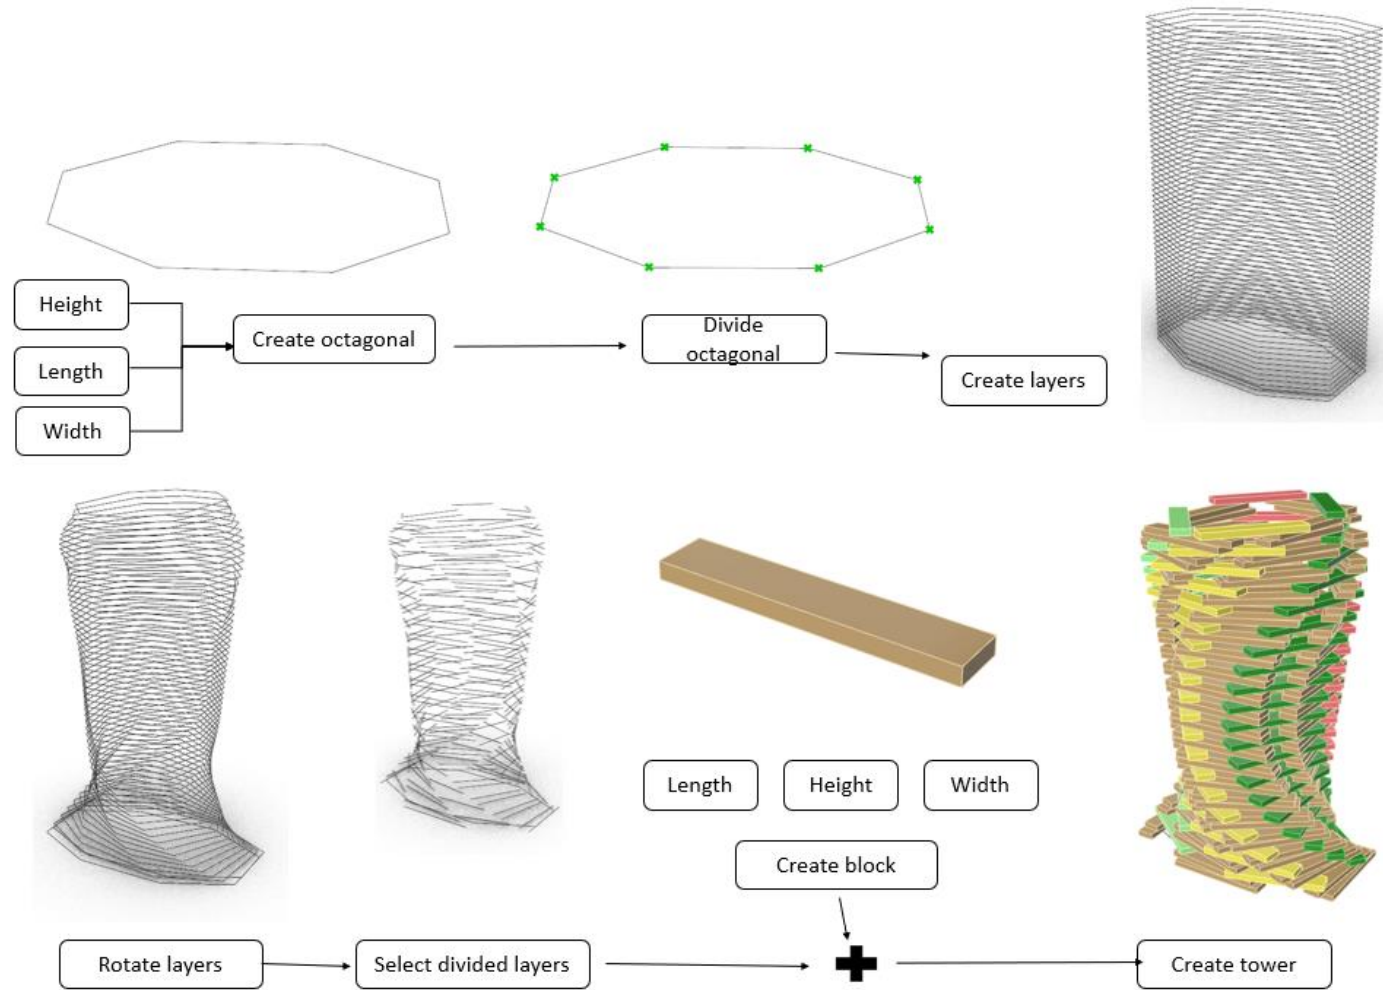 Height
Length
Width
Create octagonal
Divide
octagonal
Create layers
Length
Height
Width
Create block
Rotate layers
Select divided layers
Create tower